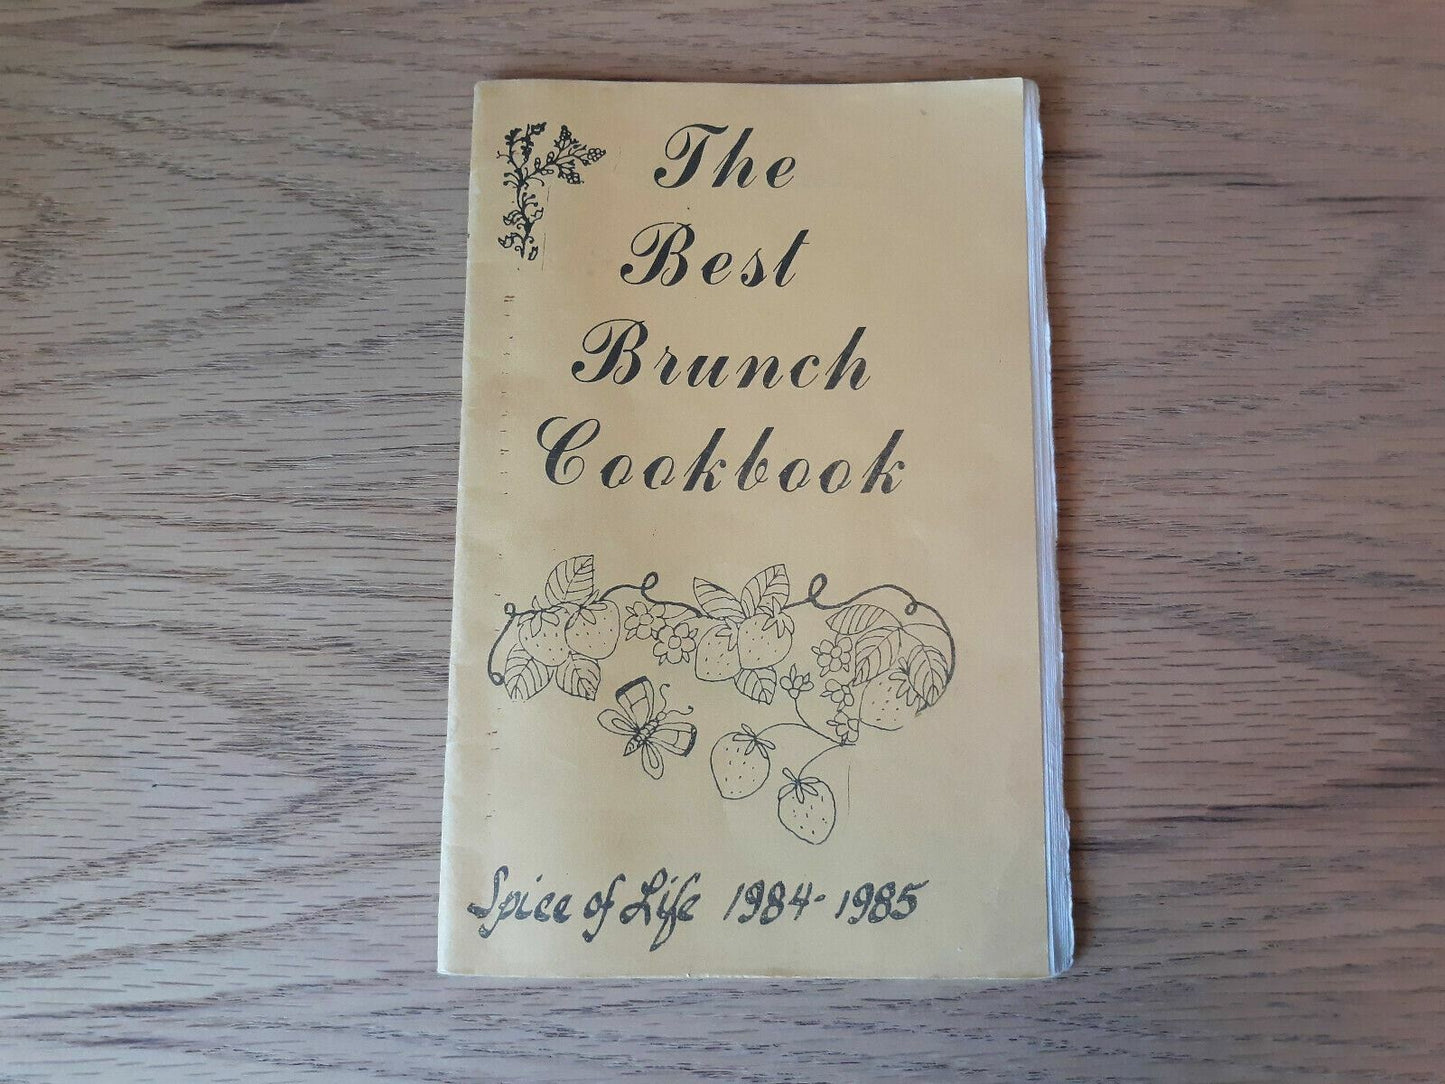 The
Best
Brunch
Cookbook
Spice of Life 1984-1985